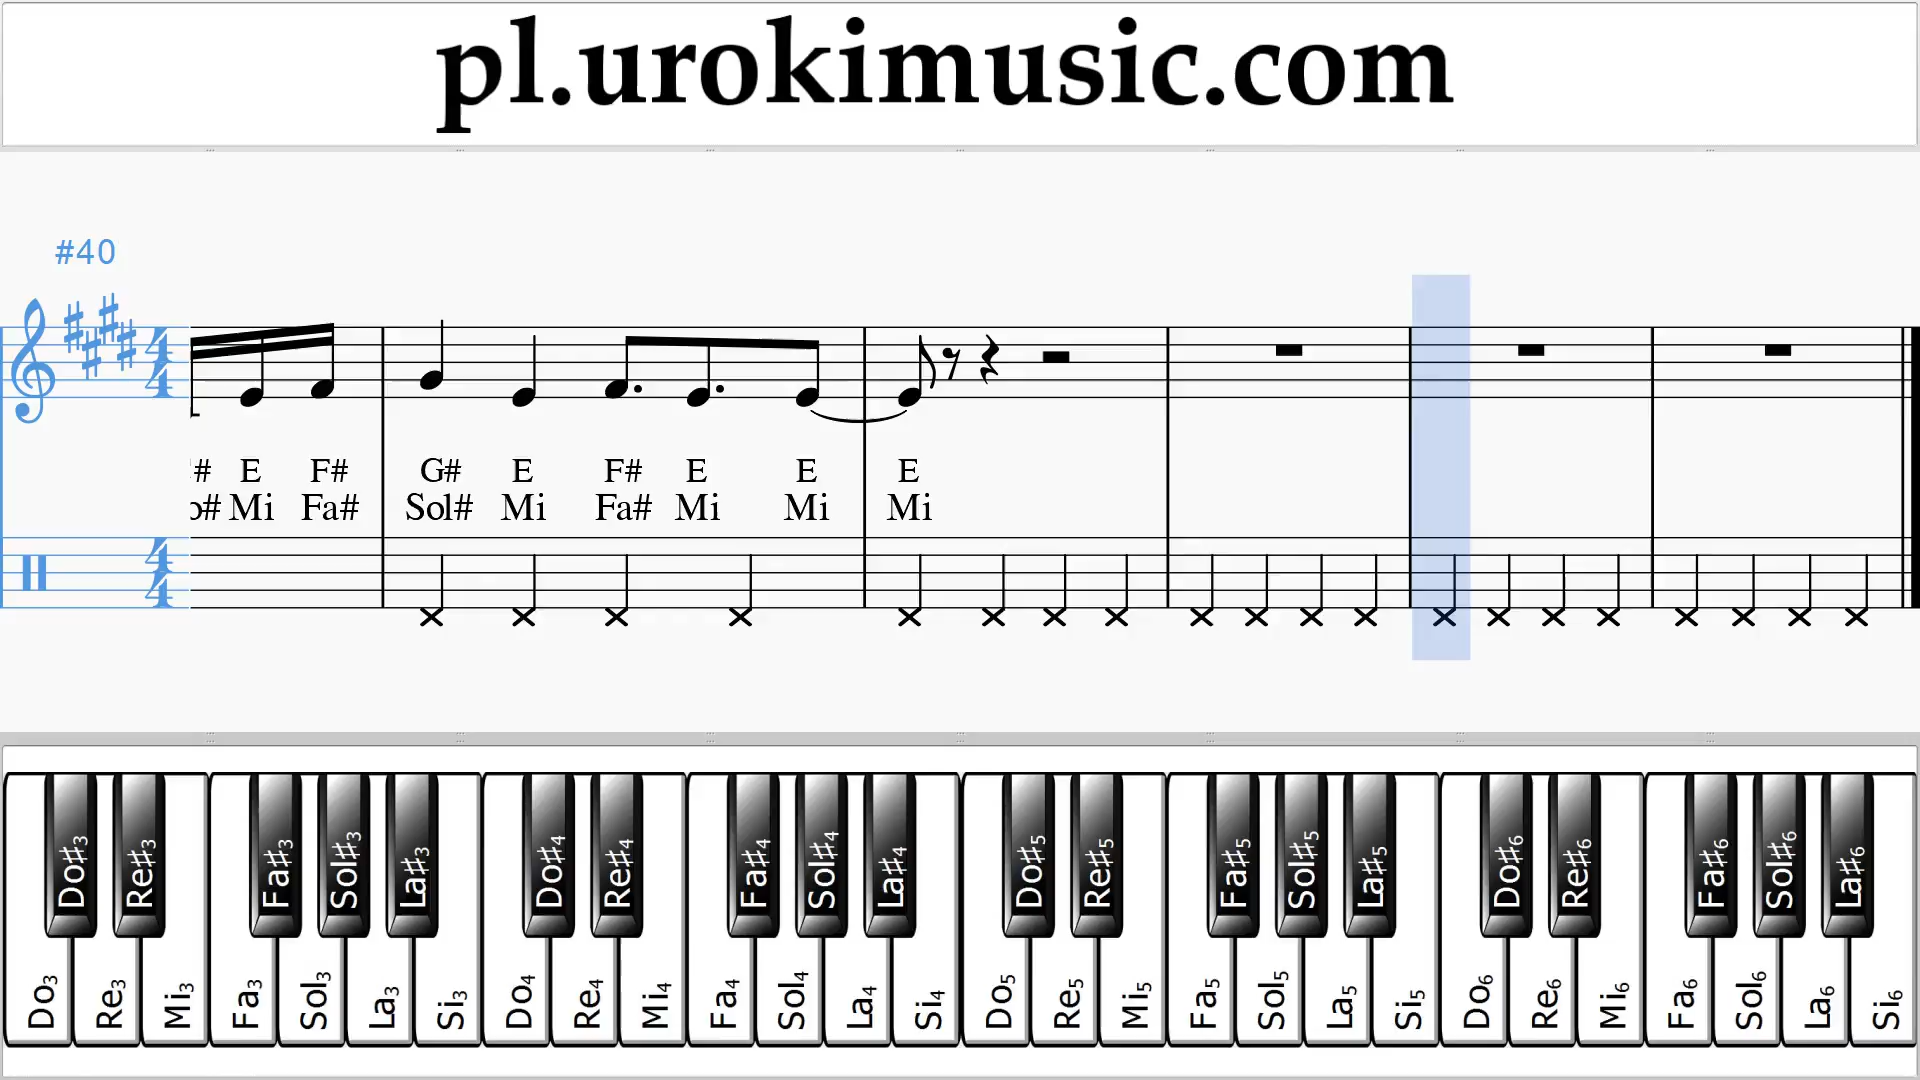 pl.urokimusic.com
#40
4 4
# E F# G# E F# E E E
o# Mi Fa# Sol# Mi Fa# Mi Mi Mi
4 4
Do#3 Re#3 Fa#3 Sol#3 La#3 Do#4 Re#4 Fa#4 Sol#4 La#4 Do#5 Re#5 Fa#5 Sol#5 La#5 Do#6 Re#6 Fa#6 Sol#6 La#6
Do3 Re3 Mi3 Fa3 Sol3 La3 Si3 Do4 Re4 Mi4 Fa4 Sol4 La4 Si4 Do5 Re5 Mi5 Fa5 Sol5 La5 Si5 Do6 Re6 Mi6 Fa6 Sol6 La6 Si6